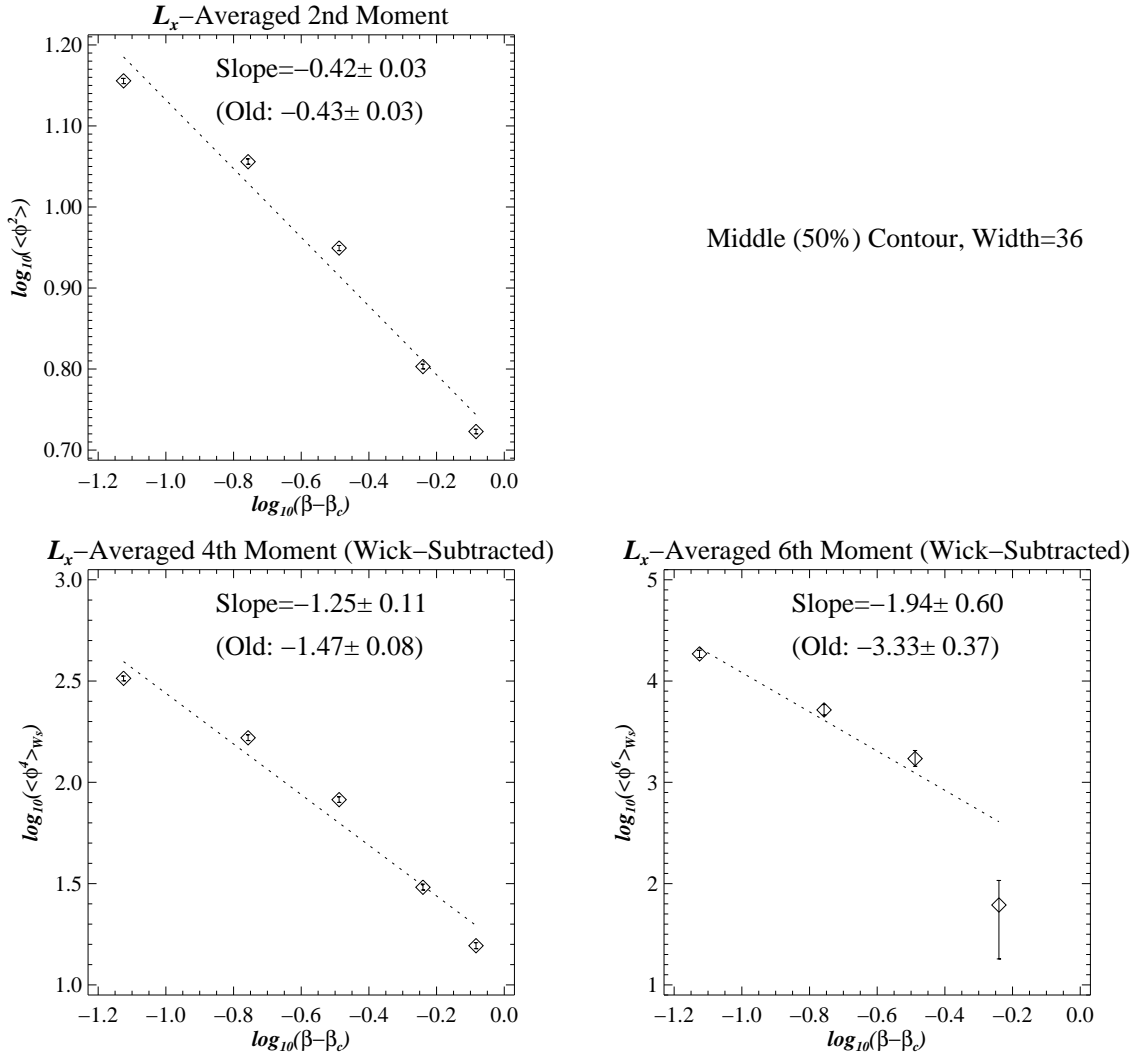 Lx−Averaged 2nd Moment
Slope=−0.42± 0.03
(Old: −0.43± 0.03)
1.20
1.10
1.00
0.90
0.80
0.70
log10(<ϕ2>)
−1.2 −1.0 −0.8 −0.6 −0.4 −0.2 0.0
log10(β−βc)
Middle (50%) Contour, Width=36
Lx−Averaged 4th Moment (Wick−Subtracted)
Slope=−1.25± 0.11
(Old: −1.47± 0.08)
3.0
2.5
2.0
1.5
1.0
log10(<ϕ4>Ws)
−1.2 −1.0 −0.8 −0.6 −0.4 −0.2 0.0
log10(β−βc)
Lx−Averaged 6th Moment (Wick−Subtracted)
Slope=−1.94± 0.60
(Old: −3.33± 0.37)
5
4
3
2
1
log10(<ϕ6>Ws)
−1.2 −1.0 −0.8 −0.6 −0.4 −0.2 0.0
log10(β−βc)